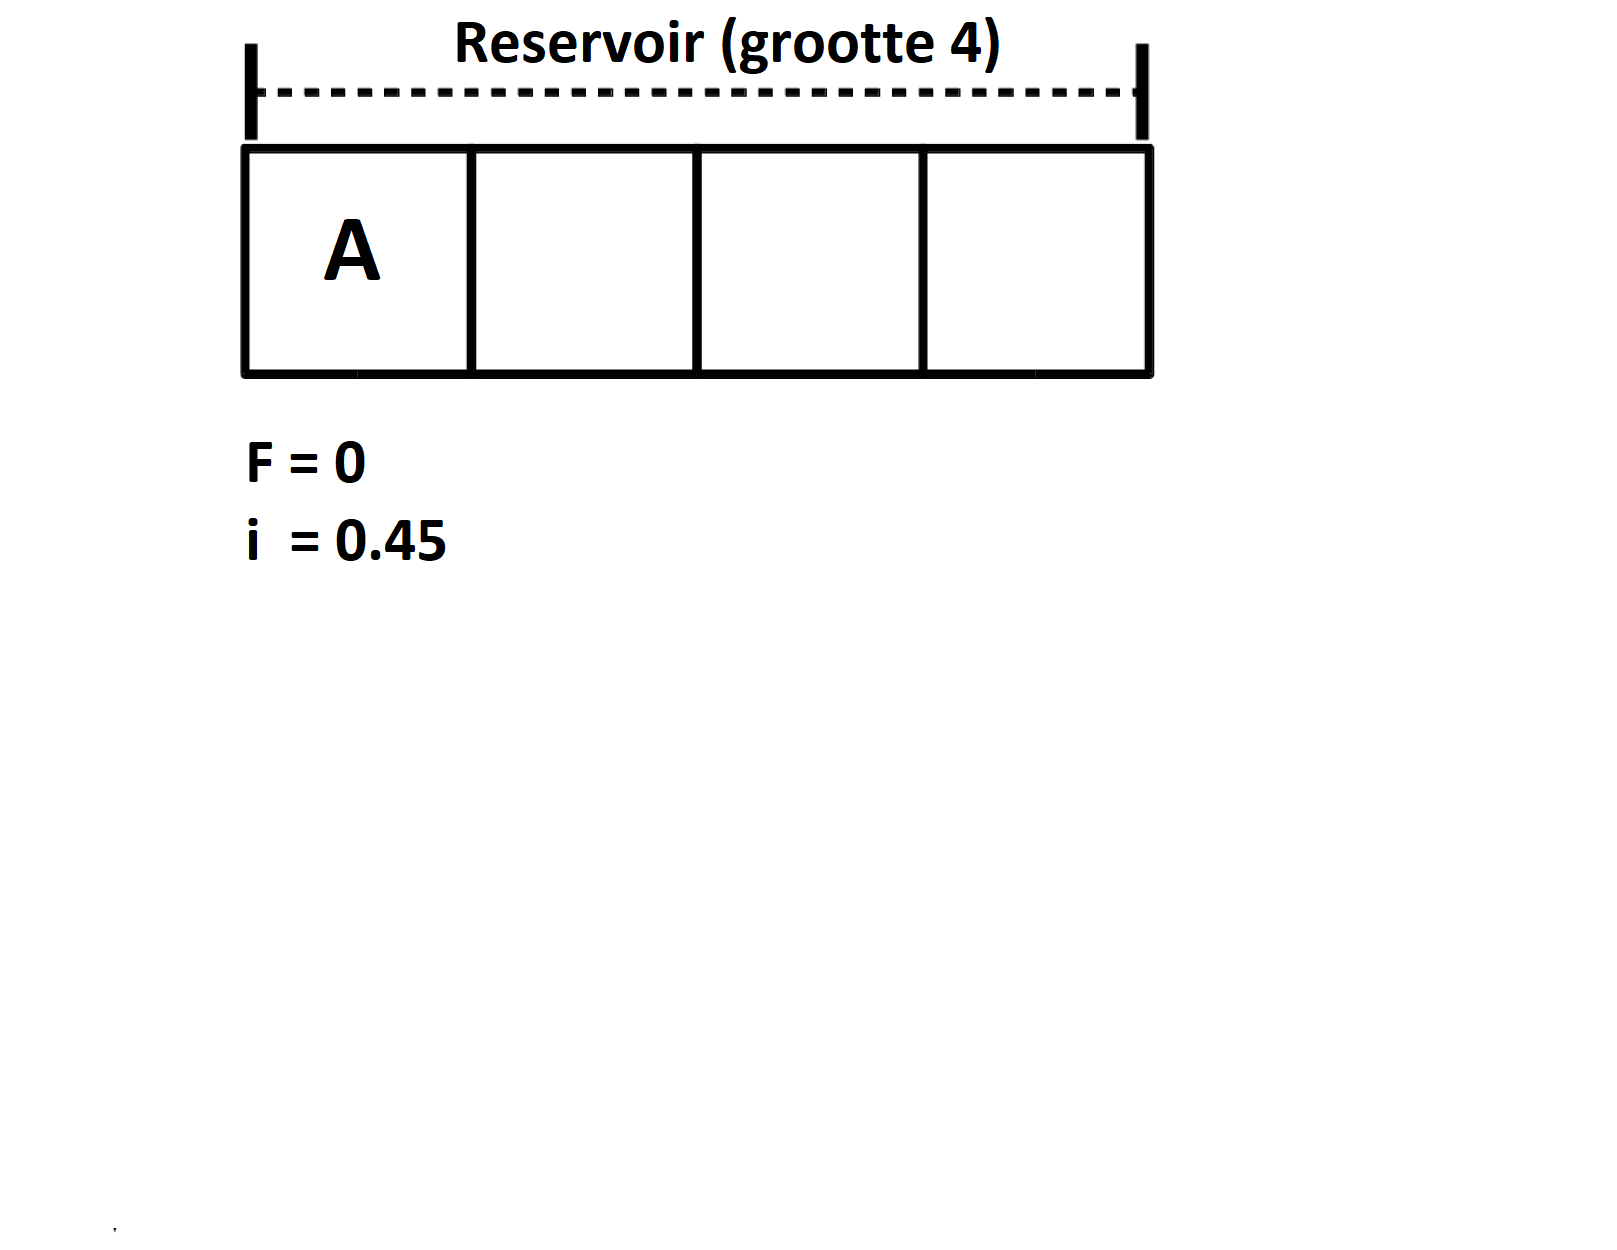 Reservoir (grootte 4)
A
F = 0
i = 0.45